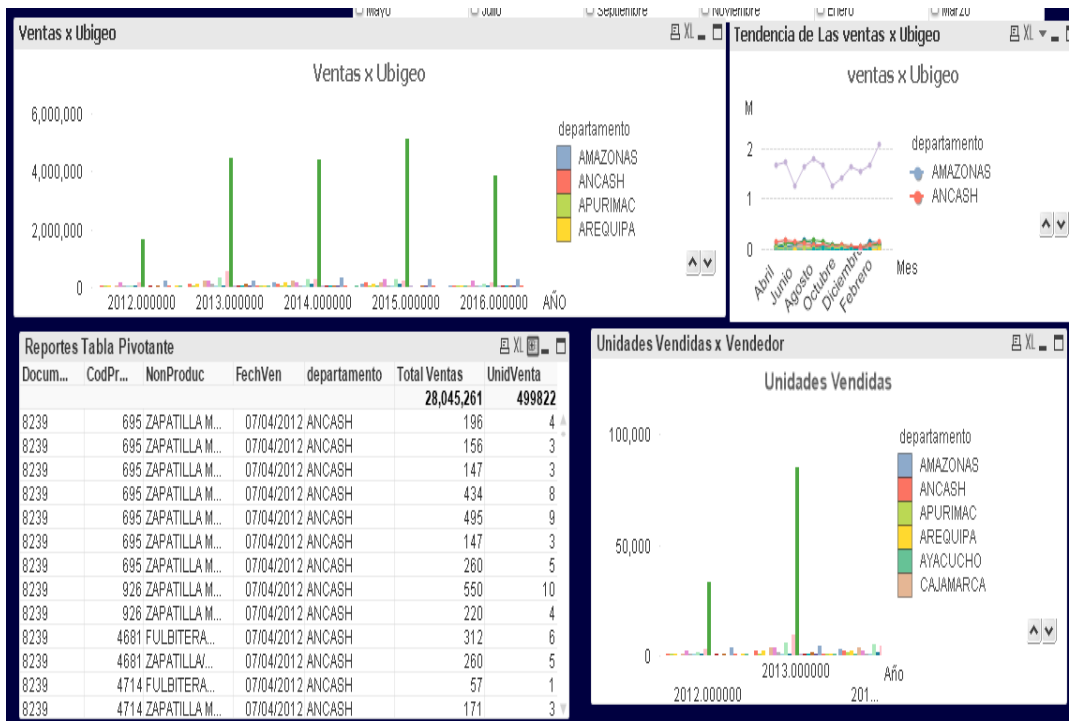 Mayo Julio Septiembre Noviembre Enero Marzo
Ventas x Ubigeo XL
Ventas x Ubigeo
6,000,000
4,000,000
2,000,000
0
2012.000000 2013.000000 2014.000000 2015.000000 2016.000000 AÑO
departamento
AMAZONAS
ANCASH
APURIMAC
AREQUIPA
Tendencia de Las ventas x Ubigeo XL
ventas x Ubigeo
M
2
1
0
Abril Junio Agosto Octubre Diciembre Febrero Mes
departamento
AMAZONAS
ANCASH
Reportes Tabla Pivotante XL
Docum... CodPr... NonProduc FechVen departamento Total Ventas UnidVenta
28,045,261 499822
8239 695 ZAPATILLA M... 07/04/2012 ANCASH 196 4
8239 695 ZAPATILLA M... 07/04/2012 ANCASH 156 3
8239 695 ZAPATILLA M... 07/04/2012 ANCASH 147 3
8239 695 ZAPATILLA M... 07/04/2012 ANCASH 434 8
8239 695 ZAPATILLA M... 07/04/2012 ANCASH 495 9
8239 695 ZAPATILLA M... 07/04/2012 ANCASH 147 3
8239 695 ZAPATILLA M... 07/04/2012 ANCASH 260 5
8239 926 ZAPATILLA M... 07/04/2012 ANCASH 550 10
8239 926 ZAPATILLA M... 07/04/2012 ANCASH 220 4
8239 4681 FULBITERA... 07/04/2012 ANCASH 312 6
8239 4681 ZAPATILLA/... 07/04/2012 ANCASH 260 5
8239 4714 FULBITERA... 07/04/2012 ANCASH 57 1
8239 4714 ZAPATILLA M... 07/04/2012 ANCASH 171 3
Unidades Vendidas x Vendedor XL
Unidades Vendidas
100,000
50,000
0
2012.000000 2013.000000 201... Año
departamento
AMAZONAS
ANCASH
APURIMAC
AREQUIPA
AYACUCHO
CAJAMARCA